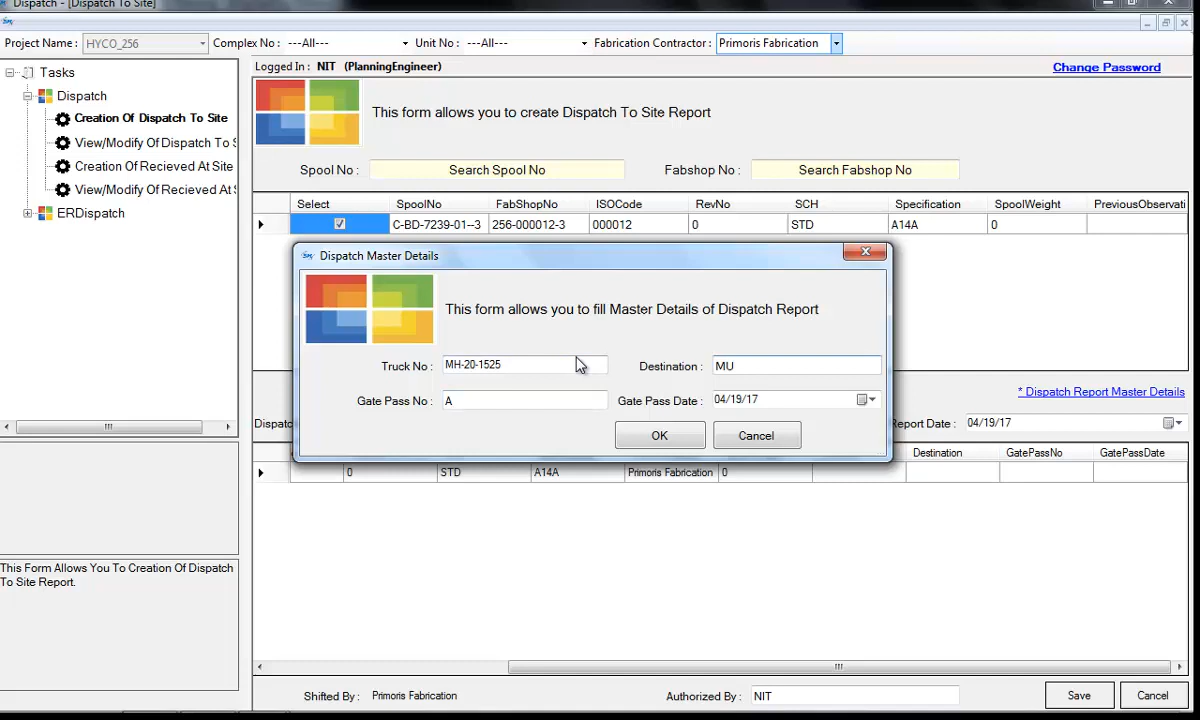 Dispatch - [Dispatch To Site]
Project Name : HYCO_256 Complex No : ---All--- Unit No : ---All--- Fabrication Contractor : Primoris Fabrication
Tasks
Dispatch
Creation Of Dispatch To Site
View/Modify Of Dispatch To S
Creation Of Recieved At Site
View/Modify Of Recieved At S
ERDispatch
This Form Allows You To Creation Of Dispatch
To Site Report.
Logged In : NIT (PlanningEngineer)
Change Password
This form allows you to create Dispatch To Site Report
Spool No : Search Spool No Fabshop No : Search Fabshop No
Select SpoolNo FabShopNo ISOCode RevNo SCH Specification SpoolWeight PreviousObservati
C-BD-7239-01--3 256-000012-3 000012 0 STD A14A 0
Dispatch Master Details
This form allows you to fill Master Details of Dispatch Report
Truck No : MH-20-1525 Destination : MU
Gate Pass No : A Gate Pass Date : 04/19/17
OK Cancel
* Dispatch Report Master Details
Dispatc Report Date : 04/19/17
Destination GatePassNo GatePassDate
0 STD A14A Primoris Fabrication 0
Shifted By : Primoris Fabrication Authorized By : NIT Save Cancel